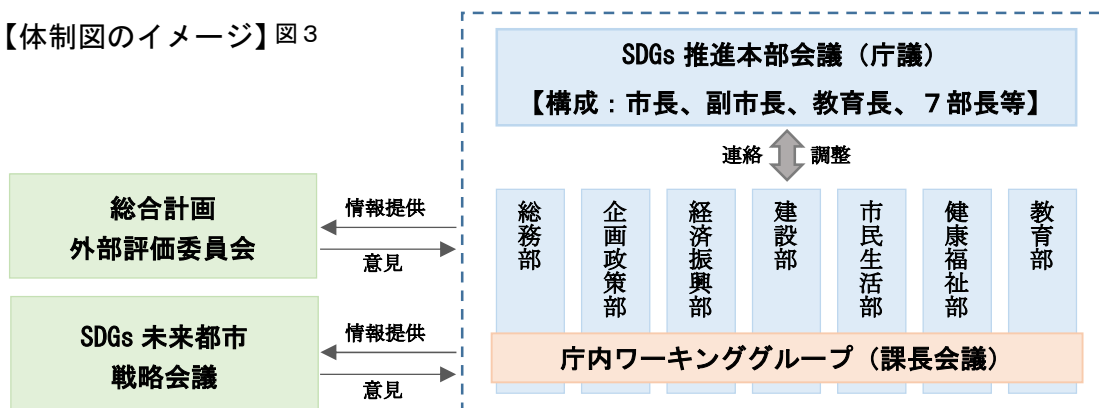 【体制図のイメージ】図3
SDGs 推進本部会議(庁議)
【構成:市長、副市長、教育長、7部長等】
連絡 調整
総合計画
外部評価委員会
情報提供
意見
総務部
企画政策部
経済振興部
建設部
市民生活部
健康福祉部
教育部
SDGs 未来都市
戦略会議
情報提供
意見
庁内ワーキンググループ(課長会議)